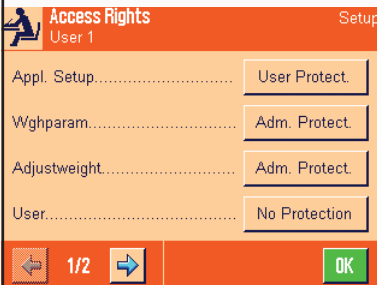 Access Rights Setup
User 1
Appl. Setup.......................... User Protect.
Wghparam......................... Adm. Protect.
Adjustweight......................... Adm. Protect.
User..................................... No Protection
1/2 OK